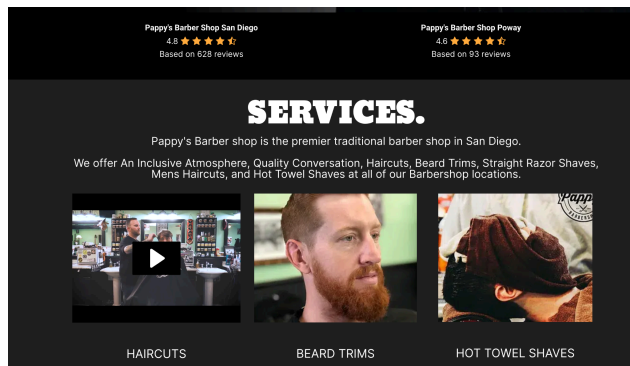 Pappy's Barber Shop San Diego
4.8
Based on 628 reviews
Pappy's Barber Shop Poway
4.6
Based on 93 reviews
SERVICES.
Pappy's Barber shop is the premier traditional barber shop in San Diego.
We offer An Inclusive Atmosphere, Quality Conversation, Haircuts, Beard Trims, Straight Razor Shaves,
Mens Haircuts, and Hot Towel Shaves at all of our Barbershop locations.
HAIRCUTS
BEARD TRIMS
HOT TOWEL SHAVES